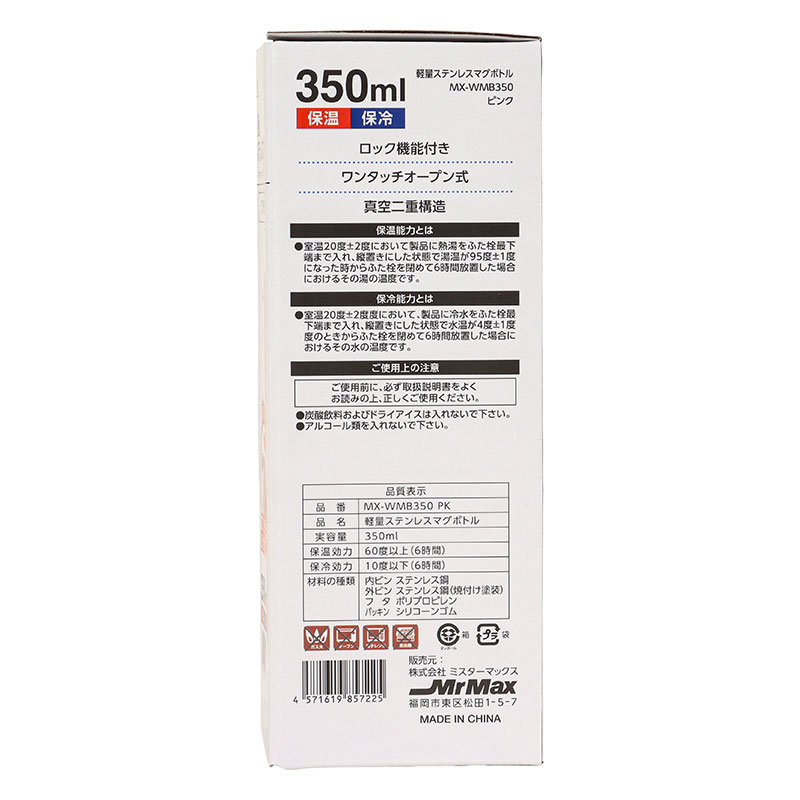 350ml
軽量ステンレスマグボトル
MX-WMB350
ピンク
保温 保冷
ロック機能付き
ワンタッチオープン式
真空二重構造
保温能力とは
●室温20度±2度において製品に熱湯をふた栓最下
端まで入れ、縦置きにした状態で湯温が95度±1度
になった時からふた栓を閉めて6時間放置した場合
におけるその湯の温度です。
保冷能力とは
●室温20度±2度度において、製品に冷水をふた栓最
下端まで入れ、縦置きにした状態で水温が4度±1度
度のときからふた栓を閉めて6時間放置した場合に
おけるその水の温度です。
ご使用上の注意
ご使用前に、必ず取扱説明書をよく
お読みの上、正しくご使用ください。
●炭酸飲料およびドライアイスは入れないで下さい。
●アルコール類を入れないで下さい。
品質表示
品番 MX-WMB350 PK
品名 軽量ステンレスマグボトル
実容量 350ml
保温効力 60度以上(6時間)
保冷効力 10度以下(6時間)
材料の種類 内ビン ステンレス鋼
外ビン ステンレス鋼(焼付け塗装)
フタ ポリプロピレン
パッキン シリコーンゴム
箱
プラ 袋
4 571619 857225
販売元:
株式会社 ミスターマックス
MrMax
福岡市東区松田1-5-7
MADE IN CHINA